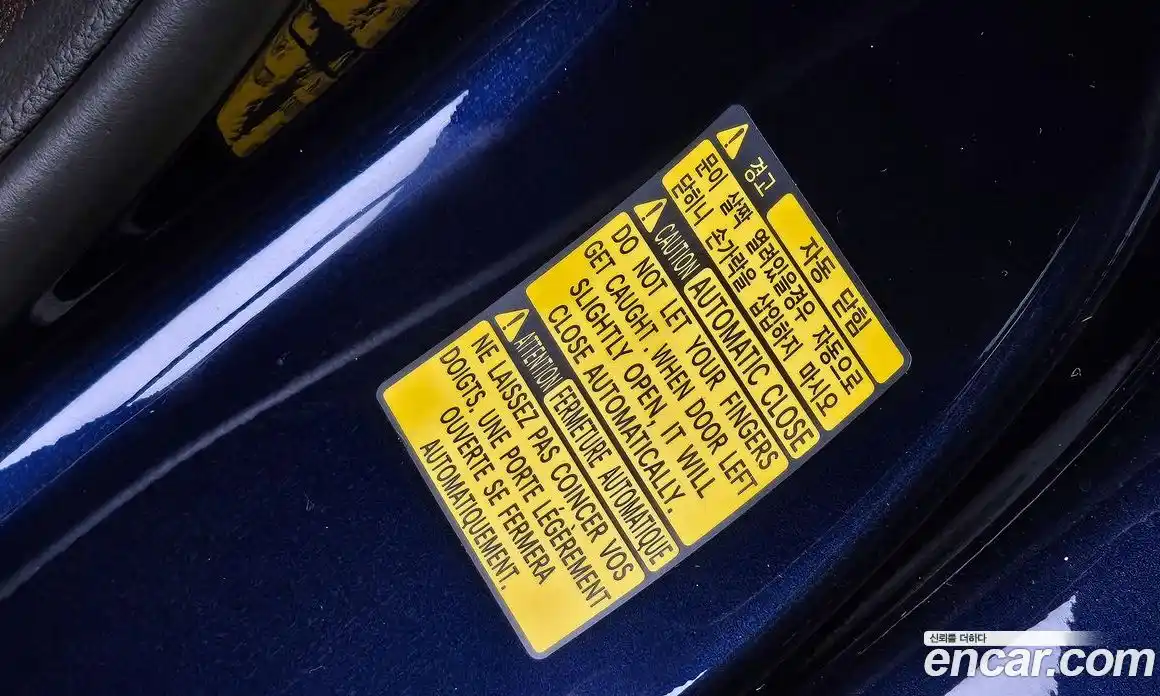 경고
자동 닫힘
문이 살짝 열려있을경우 자동으로
닫히니 손가락을 삽입하지 마시오
CAUTION AUTOMATIC CLOSE
DO NOT LET YOUR FINGERS
GET CAUGHT. WHEN DOOR LEFT
SLIGHTLY OPEN, IT WILL
CLOSE AUTOMATICALLY.
ATTENTION FERMETURE AUTOMATIQUE
NE LAISSEZ PAS COINCER VOS
DOIGTS. UNE PORTE LÉGÈREMENT
OUVERTE SE FERMERA
AUTOMATIQUEMENT.
신뢰를 더하다
encar.com